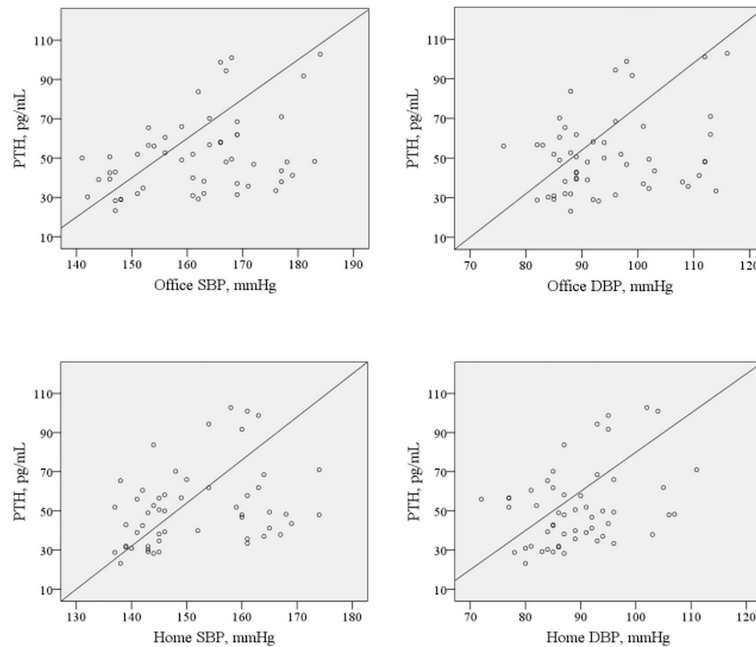 PTH, pg/mL
110
90
70
50
30
10
140 150 160 170 180 190
Office SBP, mmHg
PTH, pg/mL
110
90
70
50
30
10
70 80 90 100 110 120
Office DBP, mmHg
PTH, pg/mL
110
90
70
50
30
10
130 140 150 160 170 180
Home SBP, mmHg
PTH, pg/mL
110
90
70
50
30
10
70 80 90 100 110 120
Home DBP, mmHg